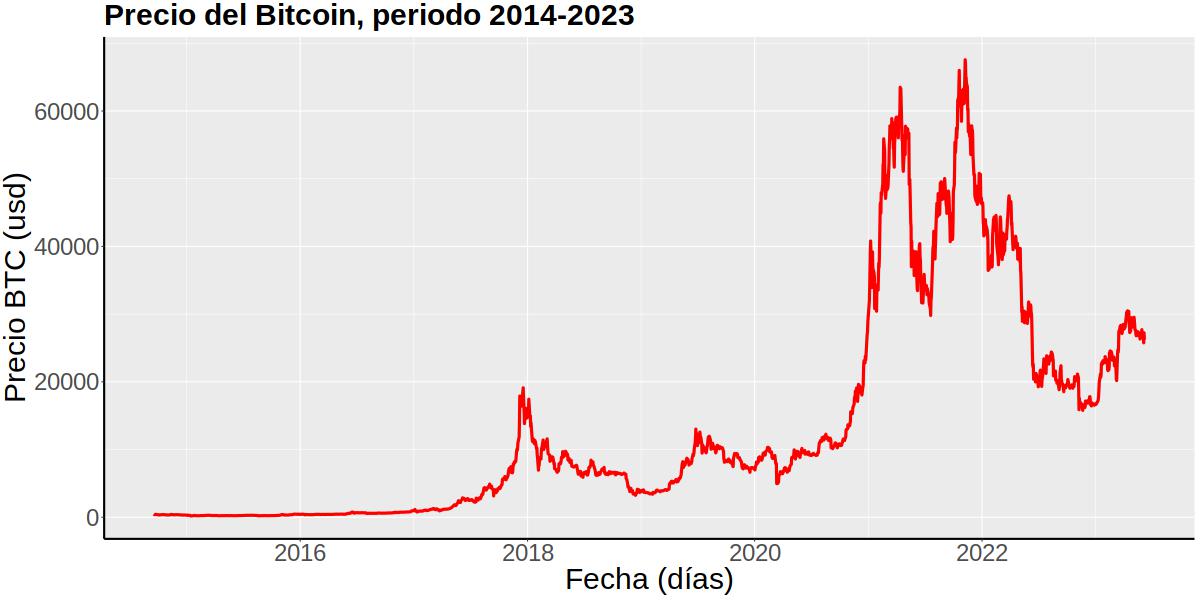 Precio del Bitcoin, periodo 2014-2023
Precio BTC (usd)
60000
40000
20000
0
2016 2018 2020 2022
Fecha (días)